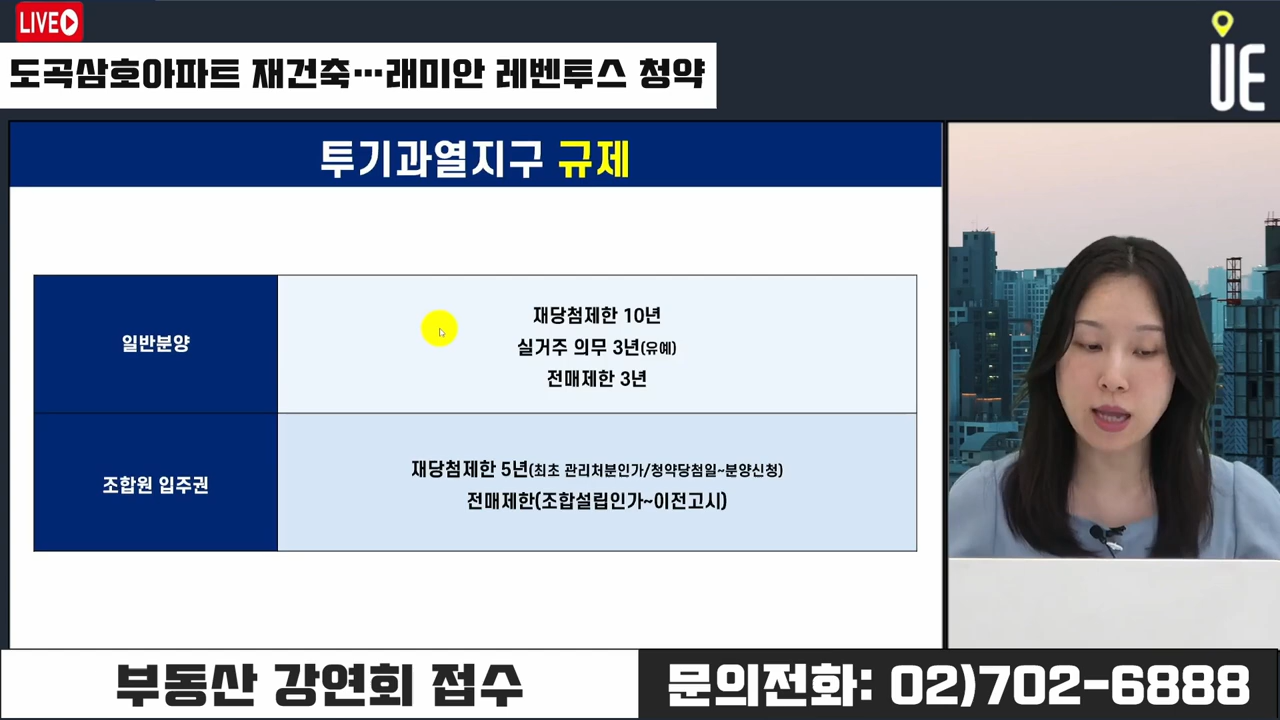 LIVE
UE
도곡삼호아파트 재건축…래미안 레벤투스 청약
투기과열지구 규제
일반분양
재당첨제한 10년
실거주 의무 3년(유예)
전매제한 3년
조합원 입주권
재당첨제한 5년(최초 관리처분인가/청약당첨일~분양신청)
전매제한(조합설립인가~이전고시)
부동산 강연회 접수
문의전화: 02)702-6888